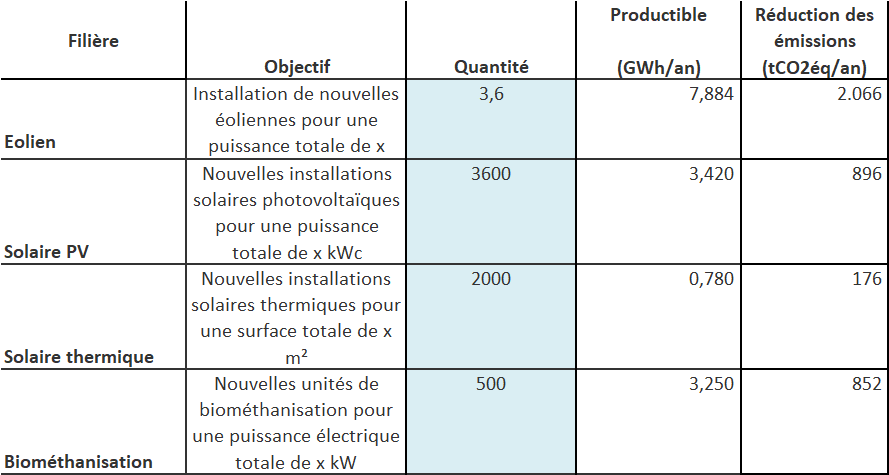 Filière
Objectif
Quantité
Productible
(GWh/an)
Réduction des
émissions
(tCO2éq/an)
Eolien
Installation de nouvelles
éoliennes pour une
puissance totale de x
3,6
7,884
2.066
Solaire PV
Nouvelles installations
solaires photovoltaïques
pour une puissance
totale de x kWc
3600
3,420
896
Solaire thermique
Nouvelles installations
solaires thermiques pour
une surface totale de x
m²
2000
0,780
176
Biométhanisation
Nouvelles unités de
biométhanisation pour
une puissance électrique
totale de x kW
500
3,250
852